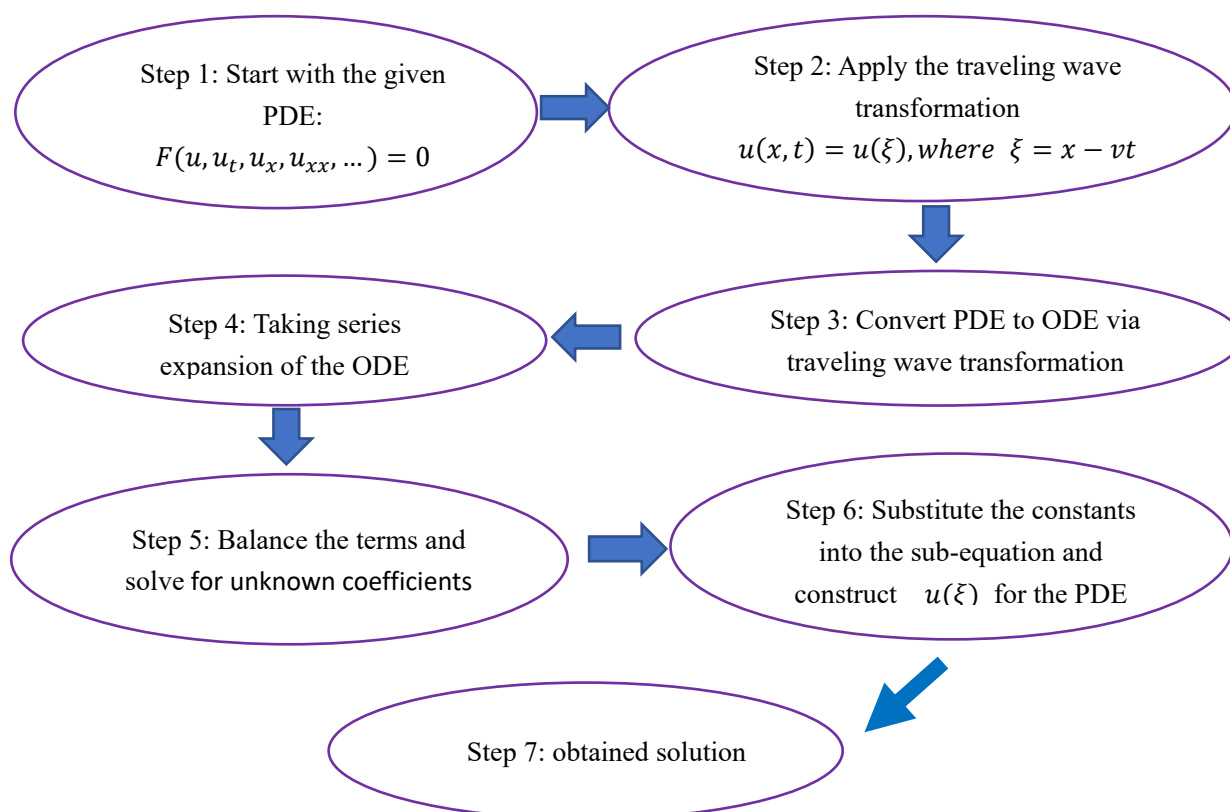 Step 1: Start with the given
PDE:
F(u, u_t, u_x, u_xx, … ) = 0
Step 2: Apply the traveling wave
transformation
u(x, t) = u(ξ), where ξ = x − vt
Step 3: Convert PDE to ODE via
traveling wave transformation
Step 4: Taking series
expansion of the ODE
Step 5: Balance the terms and
solve for unknown coefficients
Step 6: Substitute the constants
into the sub-equation and
construct u(ξ) for the PDE
Step 7: obtained solution